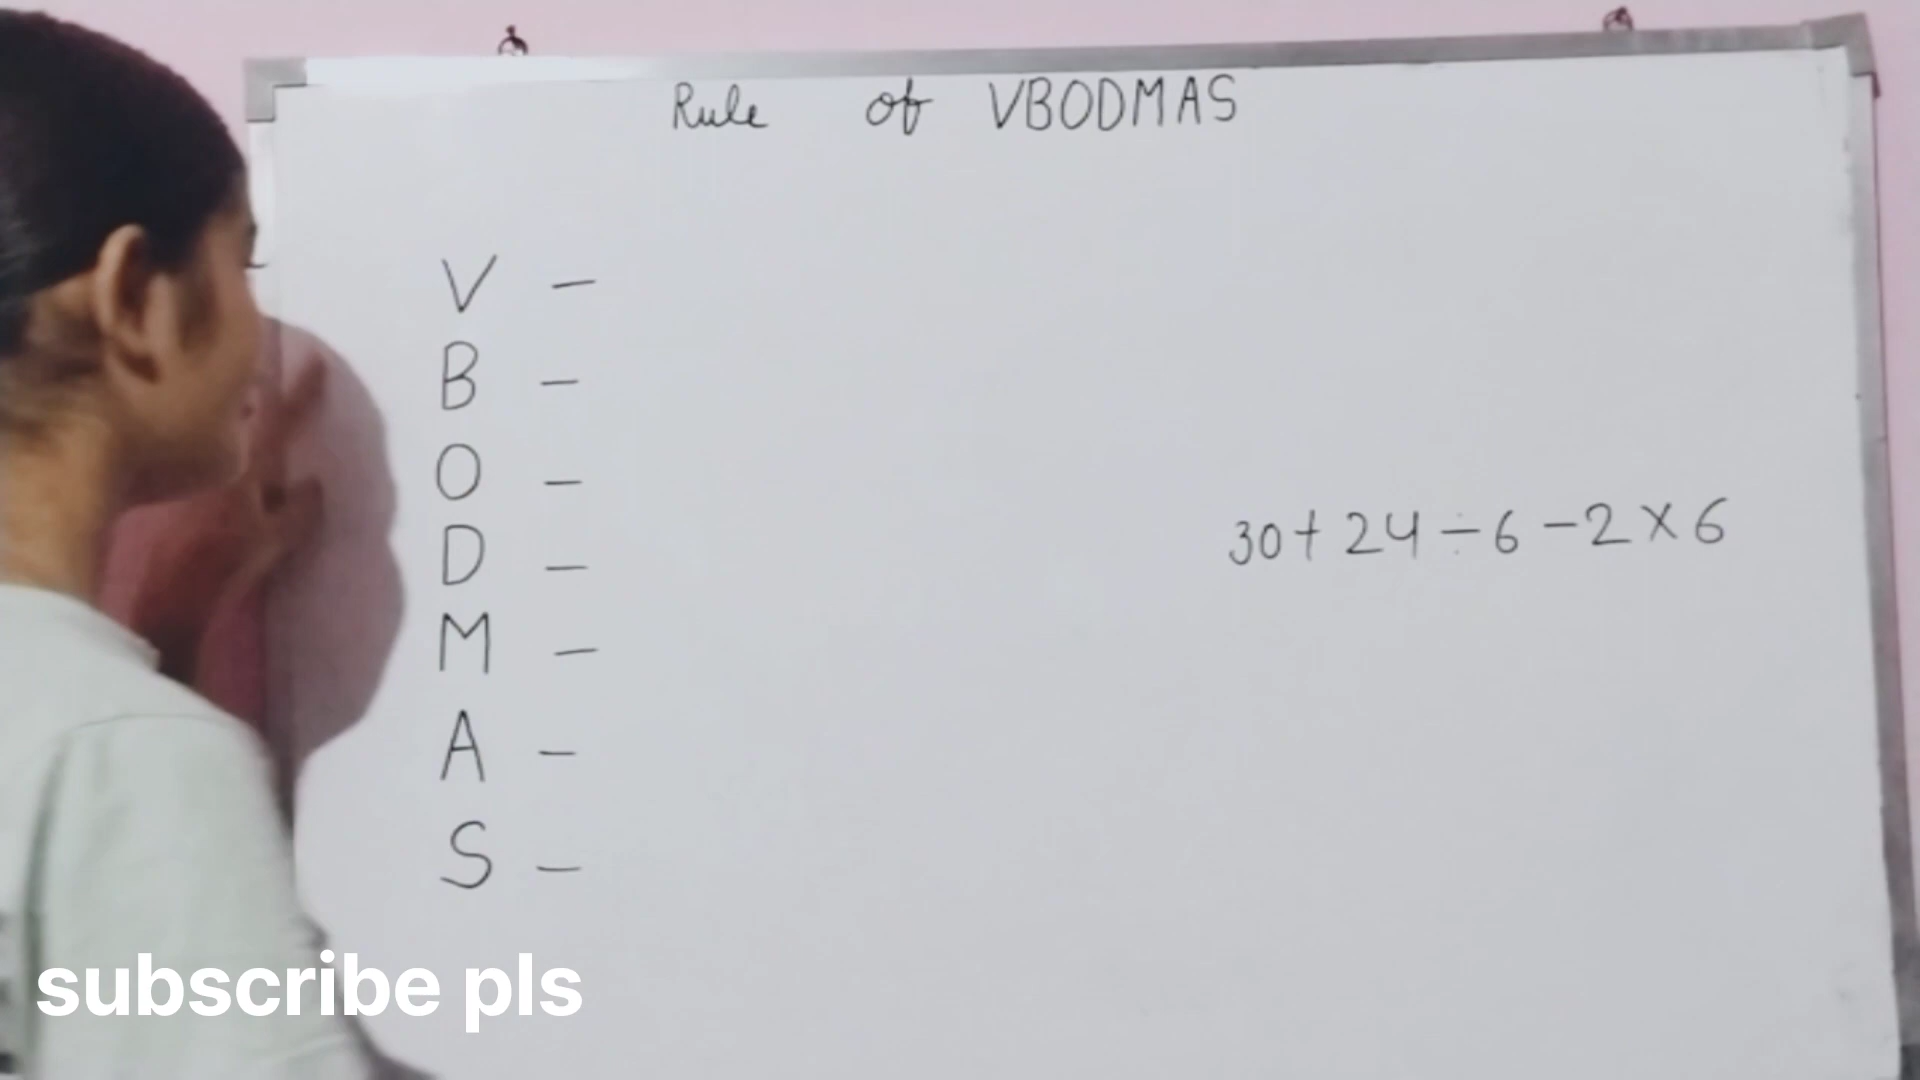 Rule of VBODMAS
V –
B –
O –
D –
M –
A –
S –
30+24÷6-2×6
subscribe pls